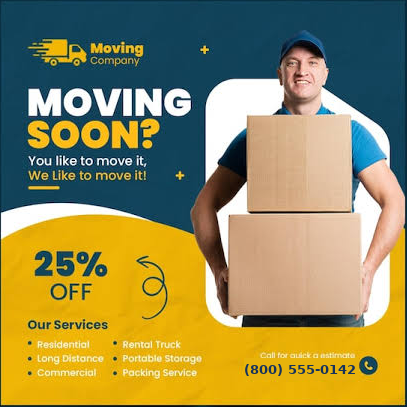 Moving
Company
MOVING
SOON?
You like to move it,
We Like to move it!
25%
OFF
Our Services
Residential
Long Distance
Commercial
Rental Truck
Portable Storage
Packing Service
Call for quick a estimate
(800) 555-0142